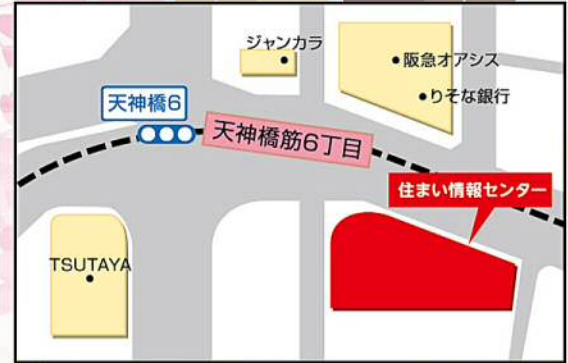 ジャンカラ
阪急オアシス
りそな銀行
天神橋6
天神橋筋6丁目
住まい情報センター
TSUTAYA